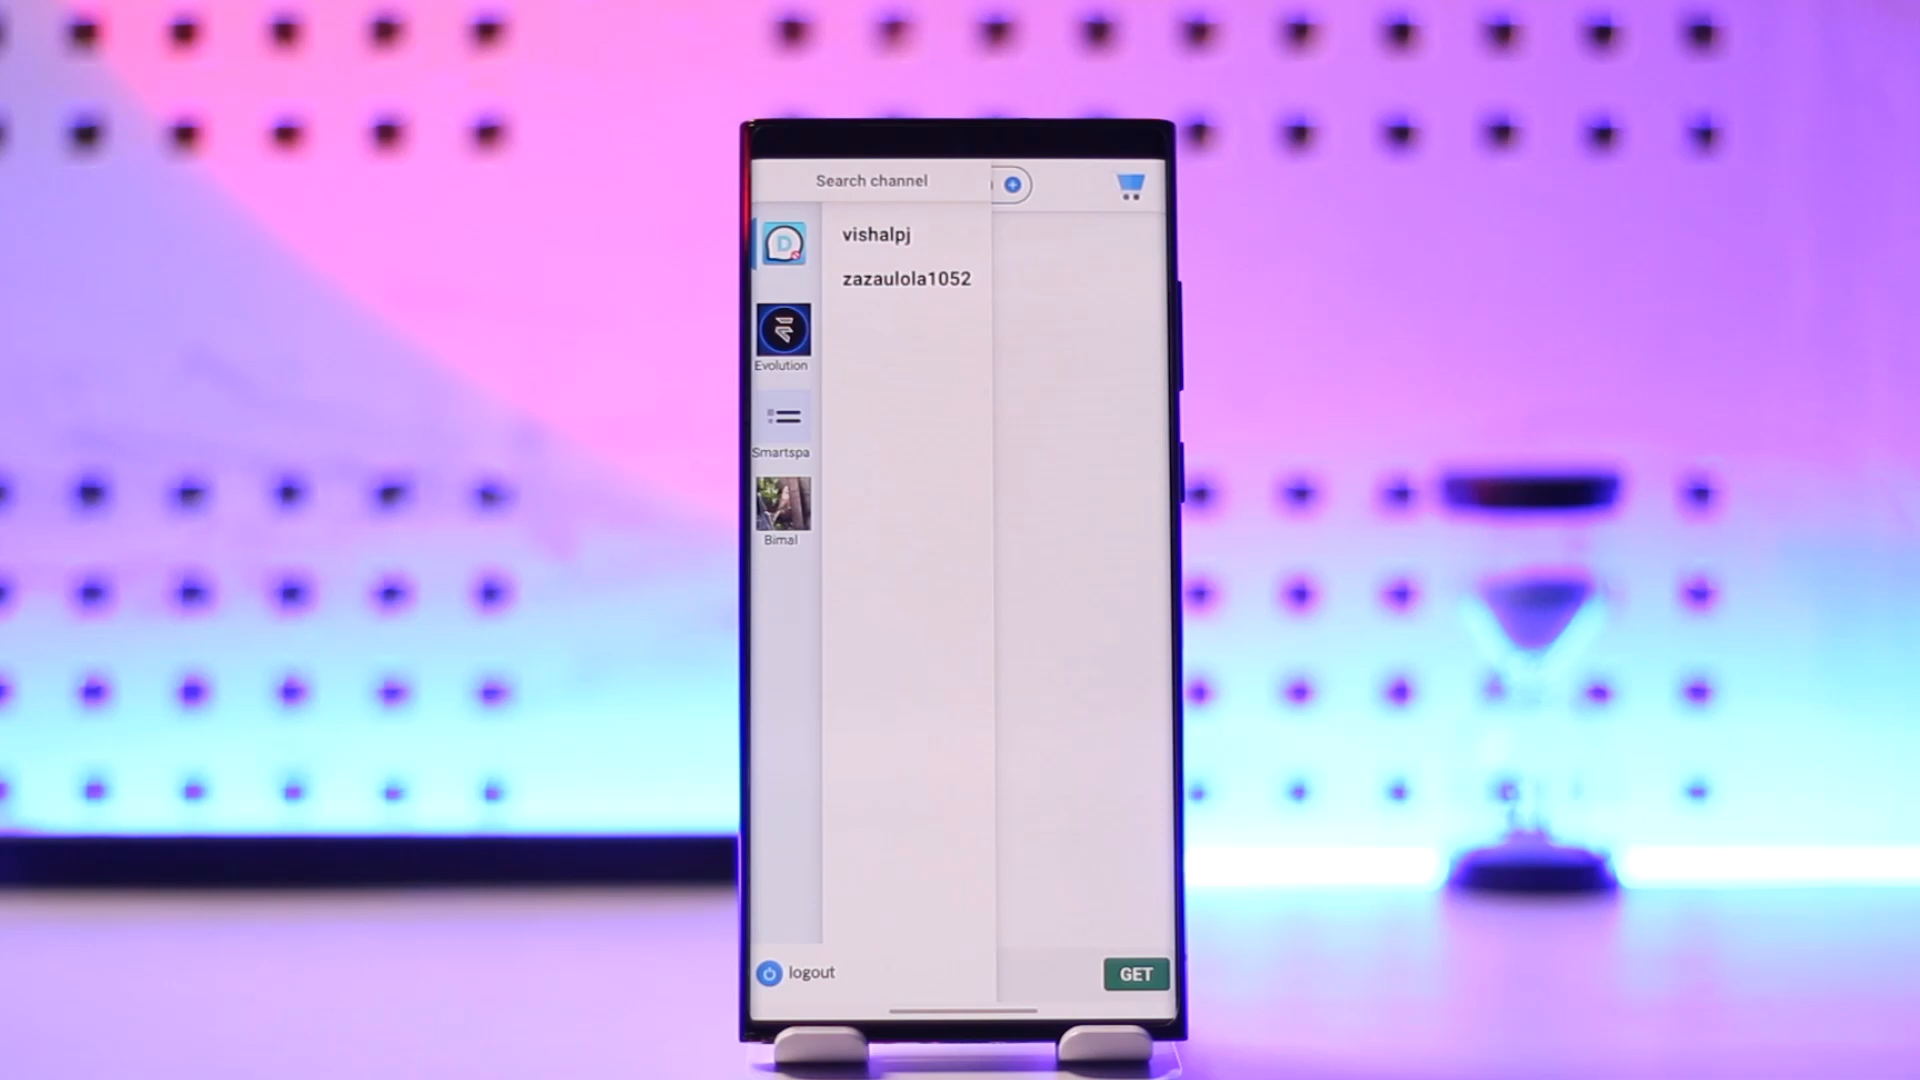 Search channel
D
vishalpj
zazaulola1052
Evolution
Smartspa
Bimal
logout
GET